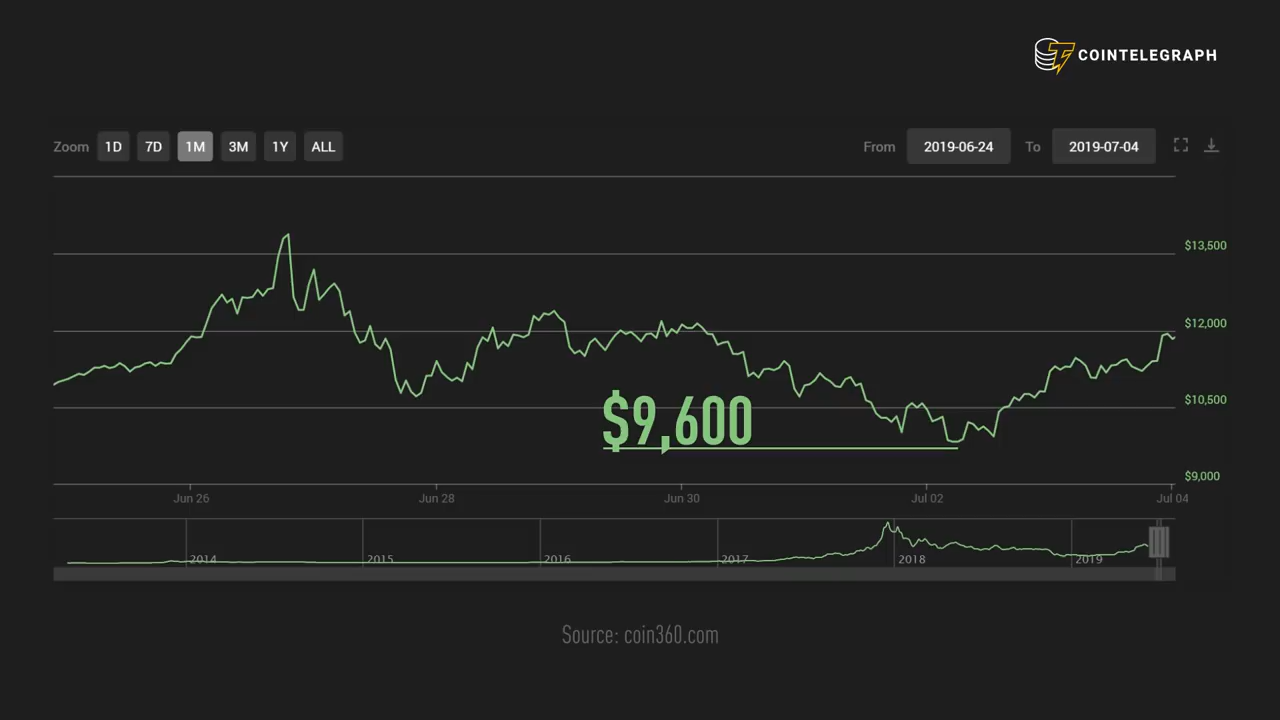 COINTELEGRAPH
Zoom 1D 7D 1M 3M 1Y ALL From 2019-06-24 To 2019-07-04
$13,500
$12,000
$10,500
$9,600
$9,000
Jun 26 Jun 28 Jun 30 Jul 02 Jul 04
2014 2015 2016 2017 2018 2019
Source: coin360.com